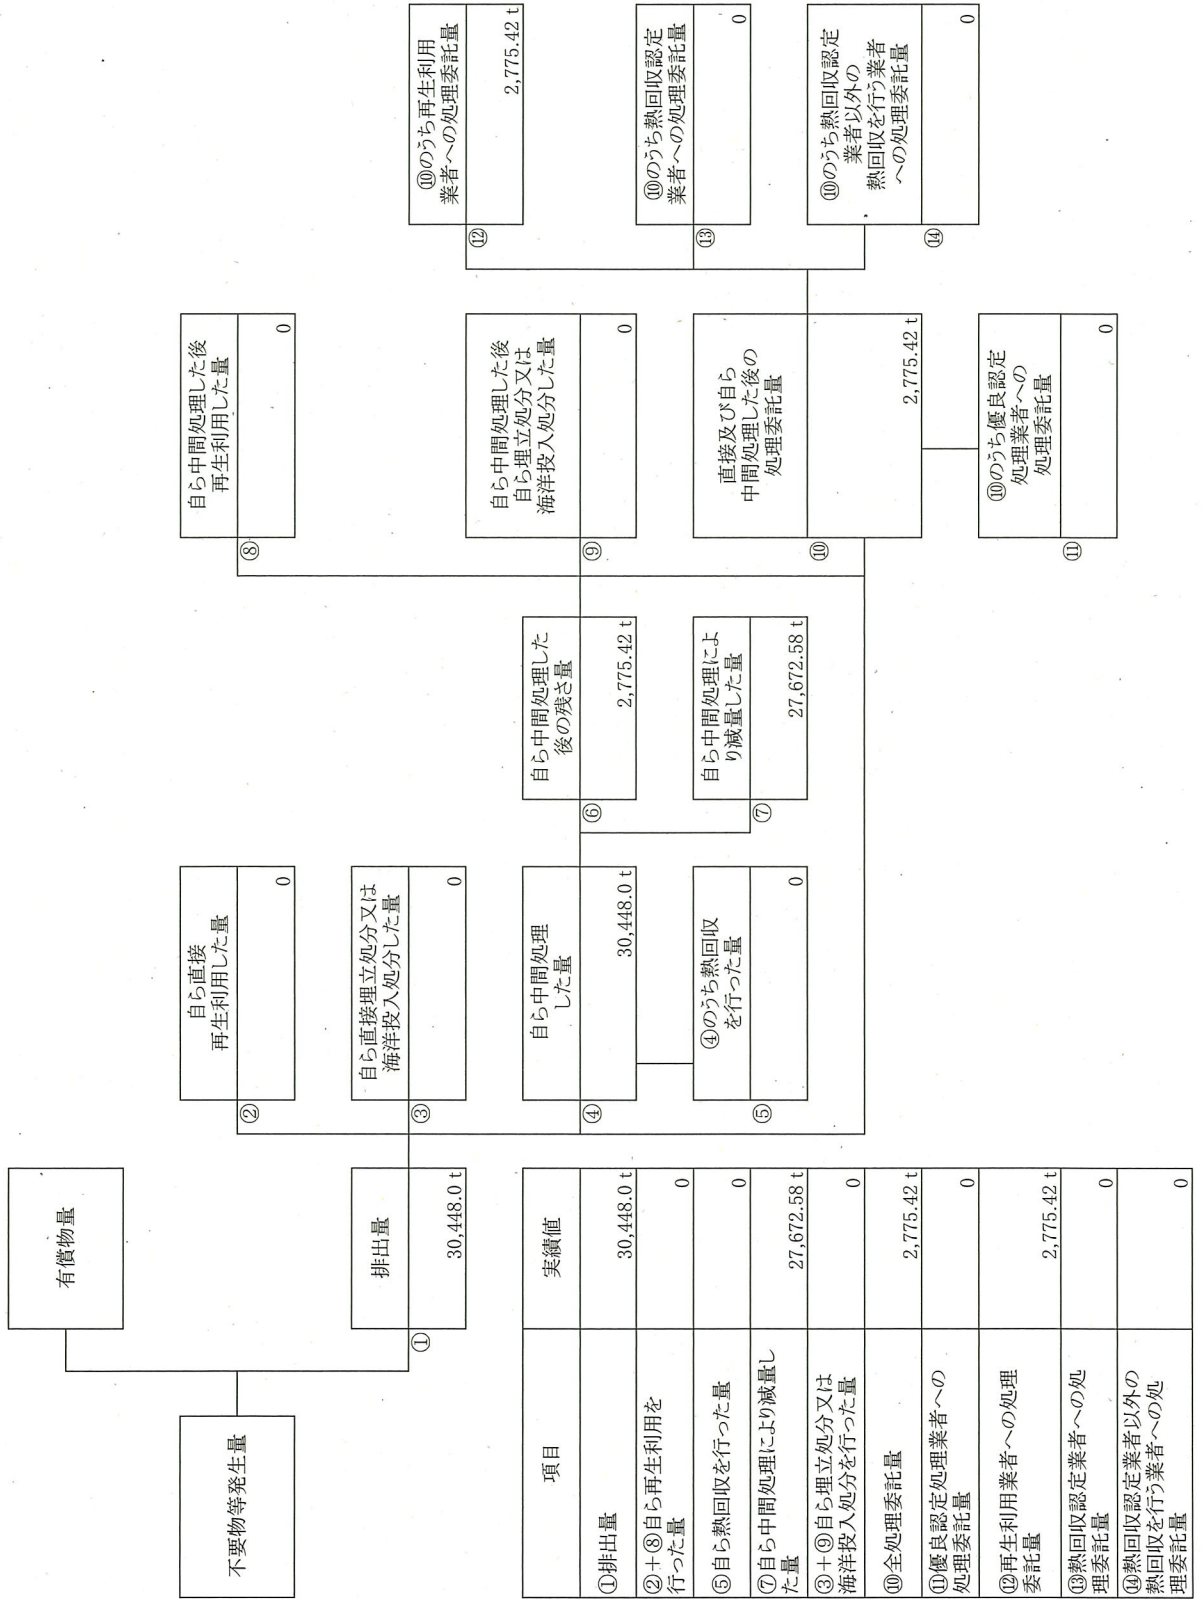 不要物等発生量
有償物量
①
排出量
30,448.0 t
②
自ら直接
再生利用した量
0
③
自ら直接埋立処分又は
海洋投入処分した量
0
④
自ら中間処理
した量
30,448.0 t
⑤
④のうち熱回収
を行った量
0
⑥
自ら中間処理した
後の残さ量
2,775.42 t
⑦
自ら中間処理によ
り減量した量
27,672.58 t
⑧
自ら中間処理した後
再生利用した量
0
⑨
自ら中間処理した後
自ら埋立処分又は
海洋投入処分した量
0
⑩
直接及び自ら
中間処理した後の
処理委託量
2,775.42 t
⑪
⑩のうち優良認定
処理業者への
処理委託量
0
⑫
⑩のうち再生利用
業者への処理委託量
2,775.42 t
⑬
⑩のうち熱回収認定
業者への処理委託量
0
⑭
⑩のうち熱回収認定
業者以外の
熱回収を行う業者
への処理委託量
0
項目 実績値
①排出量 30,448.0 t
②+⑧自ら再生利用を
行った量 0
⑤自ら熱回収を行った量 0
⑦自ら中間処理により減量し
た量 27,672.58 t
③+⑨自ら埋立処分又は
海洋投入処分を行った量 0
⑩全処理委託量 2,775.42 t
⑪優良認定処理業者への
処理委託量 0
⑫再生利用業者への処理
委託量 2,775.42 t
⑬熱回収認定業者への処
理委託量 0
⑭熱回収認定業者以外の
熱回収を行う業者への処
理委託量 0